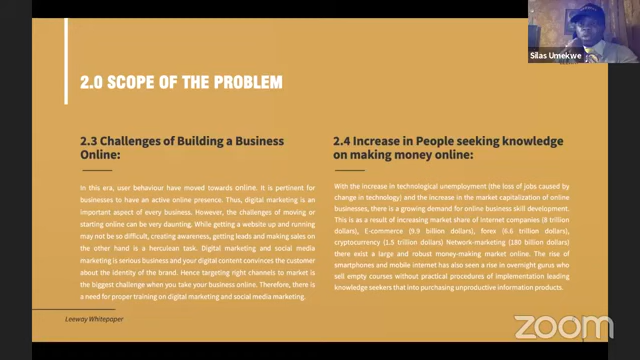 Silas Umekwe
2.0 SCOPE OF THE PROBLEM
2.3 Challenges of Building a Business
Online:
In this era, user behaviour have moved towards online. It is pertinent for
businesses to have an active online presence. Thus, digital marketing is an
important aspect of every business. However, the challenges of moving or
starting online can be very daunting. While getting a website up and running
may not be so difficult, creating awareness, getting leads and making sales on
the other hand is a herculean task. Digital marketing and social media
marketing is serious business and your digital content convinces the customer
about the identity of the brand. Hence targeting right channels to market is
the biggest challenge when you take your business online. Therefore, there is
a need for proper training on digital marketing and social media marketing.
2.4 Increase in People seeking knowledge
on making money online:
With the increase in technological unemployment (the loss of jobs caused by
change in technology) and the increase in the market capitalization of online
businesses, there is a growing demand for online business skill development.
This is as a result of increasing market share of Internet companies (8 trillion
dollars), E-commerce (9.9 billion dollars), forex (6.6 trillion dollars),
cryptocurrency (1.5 trillion dollars) Network-marketing (180 billion dollars)
there exist a large and robust money-making market online. The rise of
smartphones and mobile internet has also seen a rise in overnight gurus who
sell empty courses without practical procedures of implementation leading
knowledge seekers that into purchasing unproductive information products.
Leeway Whitepaper
zoom